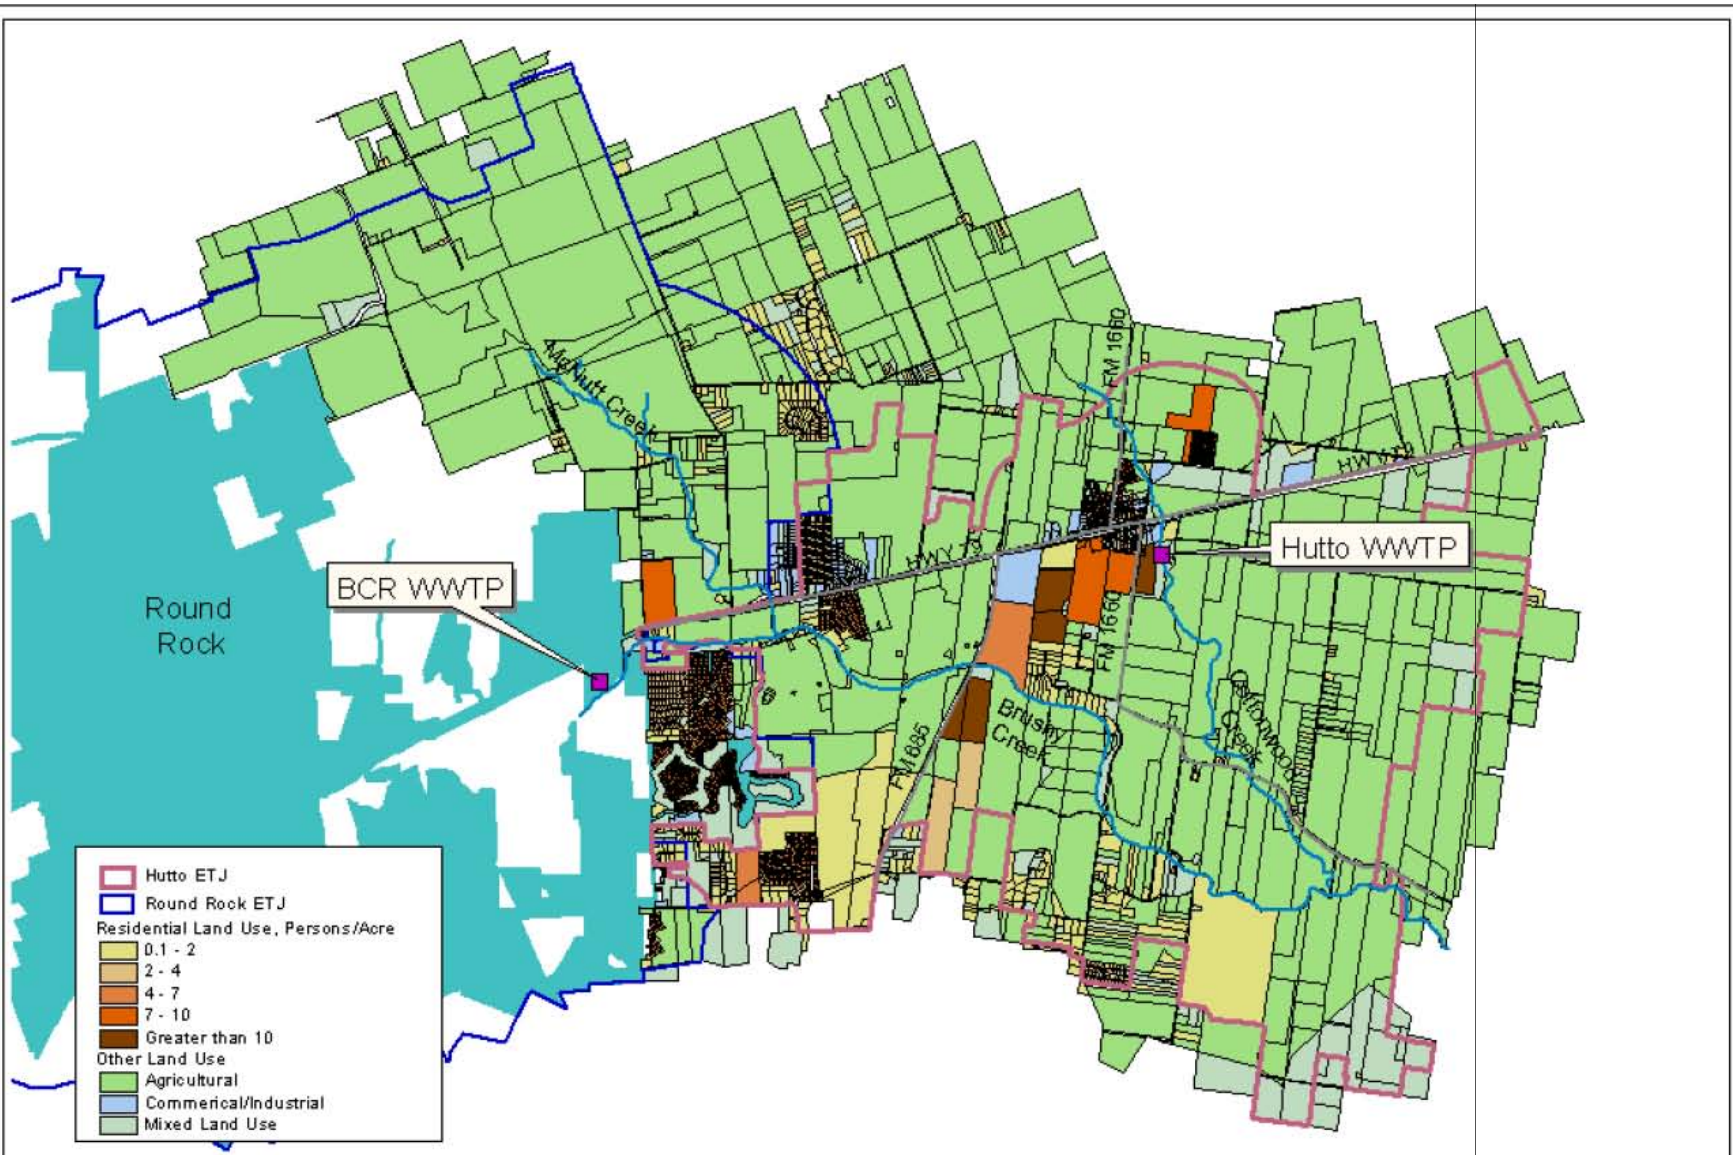 FM 1660
McNutt Creek
HWY 79
HWY 79
Hutto WWTP
BCR WWTP
Round
Rock
FM 1660
Brushy
Creek
Cottonwood
Creek
FM 685
Hutto ETJ
Round Rock ETJ
Residential Land Use, Persons/Acre
0.1 - 2
2 - 4
4 - 7
7 - 10
Greater than 10
Other Land Use
Agricultural
Commerical/Industrial
Mixed Land Use